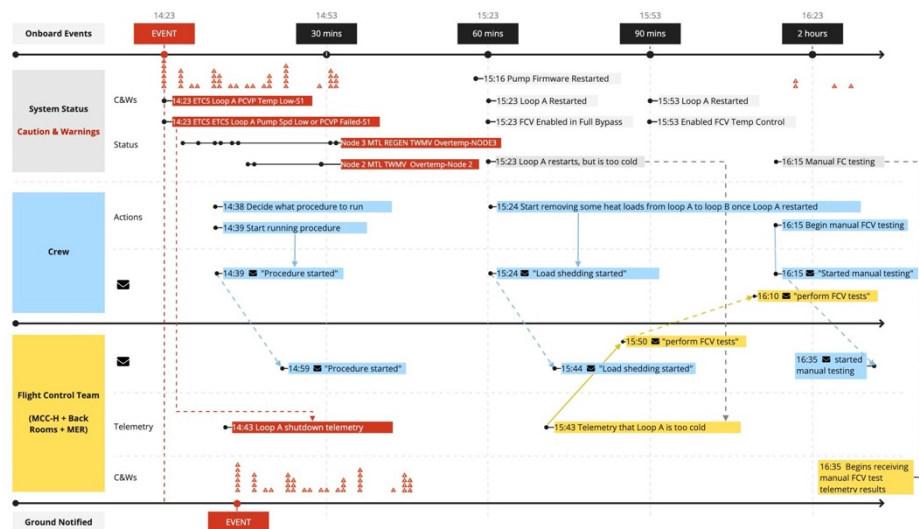 14:23 14:53 15:23 15:53 16:23
Onboard Events EVENT 30 mins 60 mins 90 mins 2 hours
System Status
Caution & Warnings
C&Ws
Status
15:16 Pump Firmware Restarted
14:23 ETCS Loop A PCVP Temp Low-S1
15:23 Loop A Restarted
15:53 Loop A Restarted
14:23 ETCS ETCS Loop A Pump Spd Low or PCVP Failed-S1
15:23 FCV Enabled in Full Bypass
15:53 Enabled FCV Temp Control
Node 3 MTL REGEN TWMV Overtemp-NODE3
Node 2 MTL TWMV Overtemp-Node 2
15:23 Loop A restarts, but is too cold
16:15 Manual FC testing
Crew
Actions
14:38 Decide what procedure to run
15:24 Start removing some heat loads from loop A to loop B once Loop A restarted
14:39 Start running procedure
16:15 Begin manual FCV testing
14:39 "Procedure started"
15:24 "Load shedding started"
16:15 "Started manual testing"
16:10 "perform FCV tests"
Flight Control Team
(MCC-H + Back
Rooms + MER)
15:50 "perform FCV tests"
14:59 "Procedure started"
15:44 "Load shedding started"
16:35 started
manual testing
Telemetry
14:43 Loop A shutdown telemetry
15:43 Telemetry that Loop A is too cold
C&Ws
16:35 Begins receiving
manual FCV test
telemetry results
Ground Notified EVENT